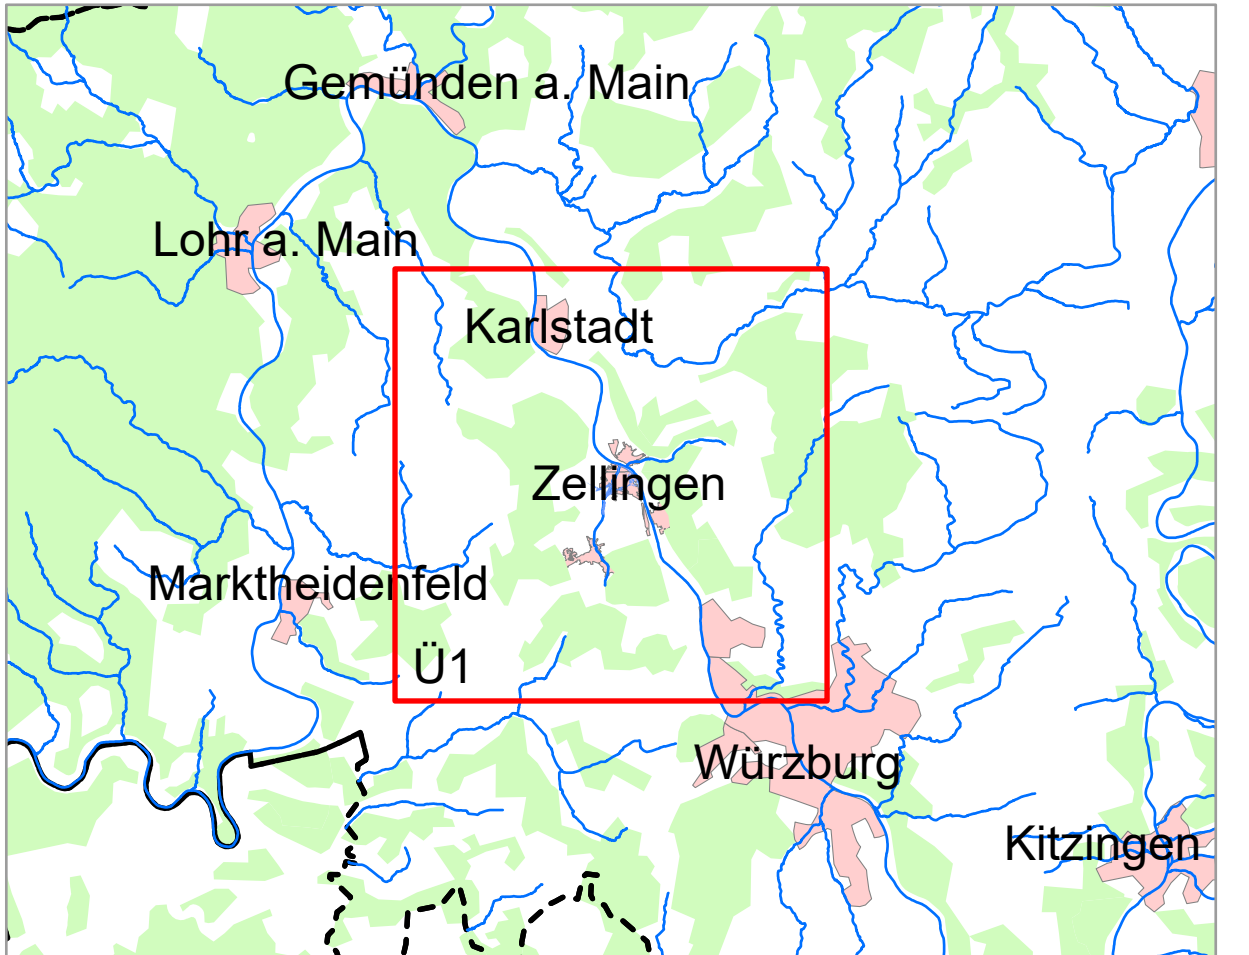 Gemünden a. Main
Lohr a. Main
Karlstadt
Zellingen
Marktheidenfeld
Ü1
Würzburg
Kitzingen